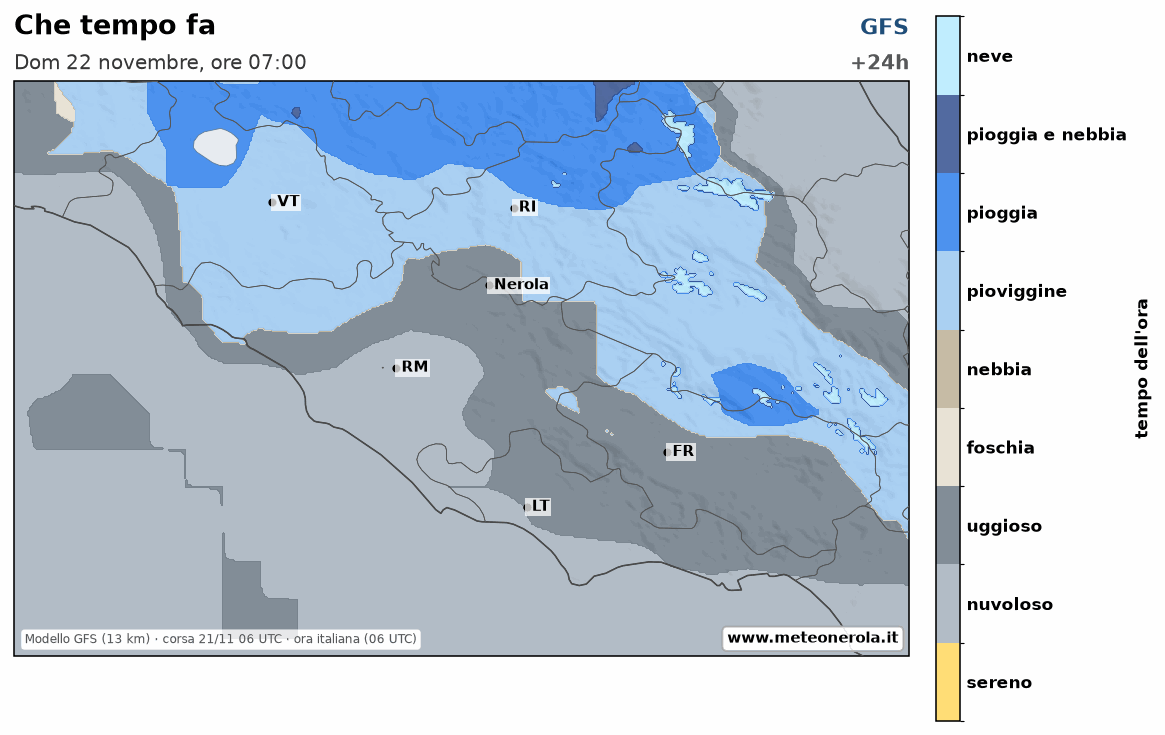 Che tempo fa
GFS
Dom 22 novembre, ore 07:00
+24h
VT
RI
Nerola
RM
FR
LT
Modello GFS (13 km) · corsa 21/11 06 UTC · ora italiana (06 UTC)
www.meteonerola.it
neve
pioggia e nebbia
pioggia
pioviggine
nebbia
foschia
uggioso
nuvoloso
sereno
tempo dell'ora